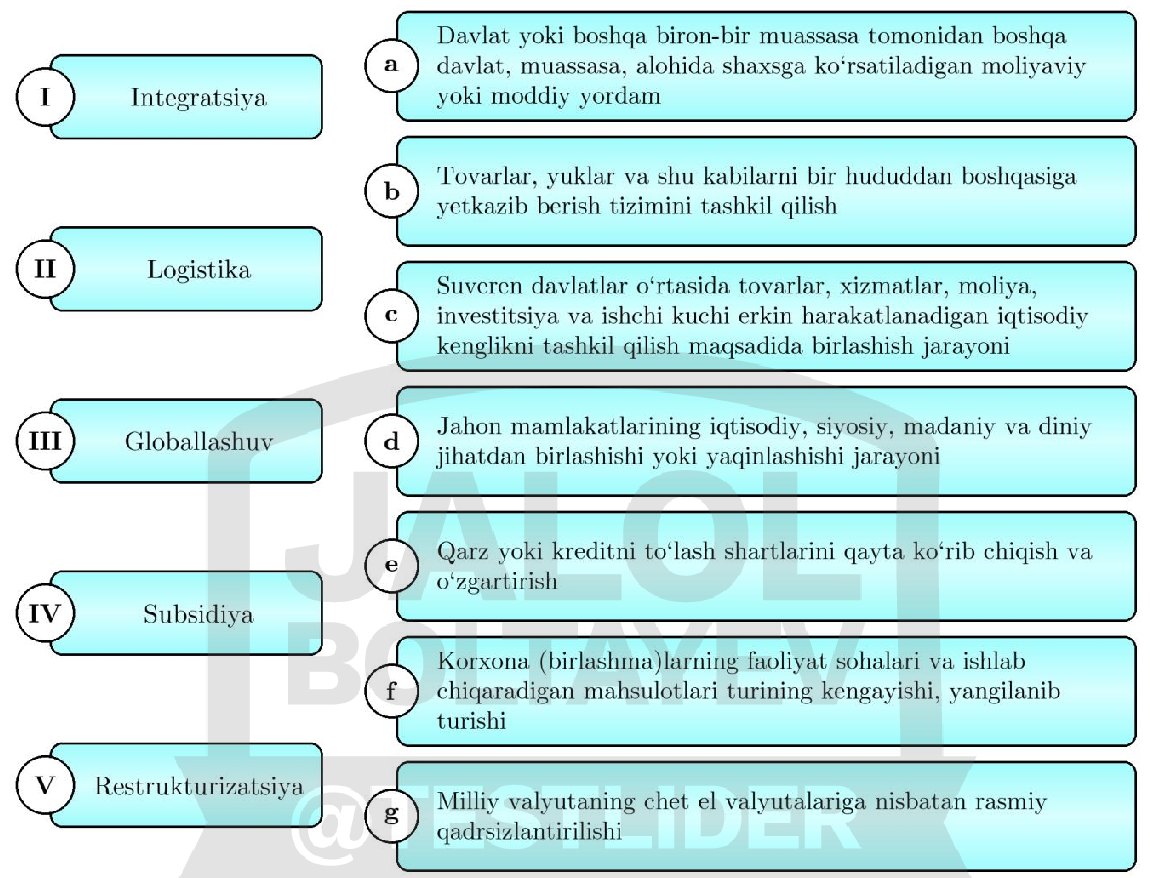 I
Integratsiya
II
Logistika
III
Globallashuv
IV
Subsidiya
V
Restrukturizatsiya
a
Davlat yoki boshqa biron-bir muassasa tomonidan boshqa
davlat, muassasa, alohida shaxsga ko‘rsatiladigan moliyaviy
yoki moddiy yordam
b
Tovarlar, yuklar va shu kabilarni bir hududdan boshqasiga
yetkazib berish tizimini tashkil qilish
c
Suveren davlatlar o‘rtasida tovarlar, xizmatlar, moliya,
investitsiya va ishchi kuchi erkin harakatlanadigan iqtisodiy
kenglikni tashkil qilish maqsadida birlashish jarayoni
d
Jahon mamlakatlarining iqtisodiy, siyosiy, madaniy va diniy
jihatdan birlashishi yoki yaqinlashishi jarayoni
e
Qarz yoki kreditni to‘lash shartlarini qayta ko‘rib chiqish va
o‘zgartirish
f
Korxona (birlashma)larning faoliyat sohalari va ishlab
chiqaradigan mahsulotlari turining kengayishi, yangilanib
turishi
g
Milliy valyutaning chet el valyutalariga nisbatan rasmiy
qadrsizlantirilishi
JALOL
BOLTAYEV
@TESTLIDER